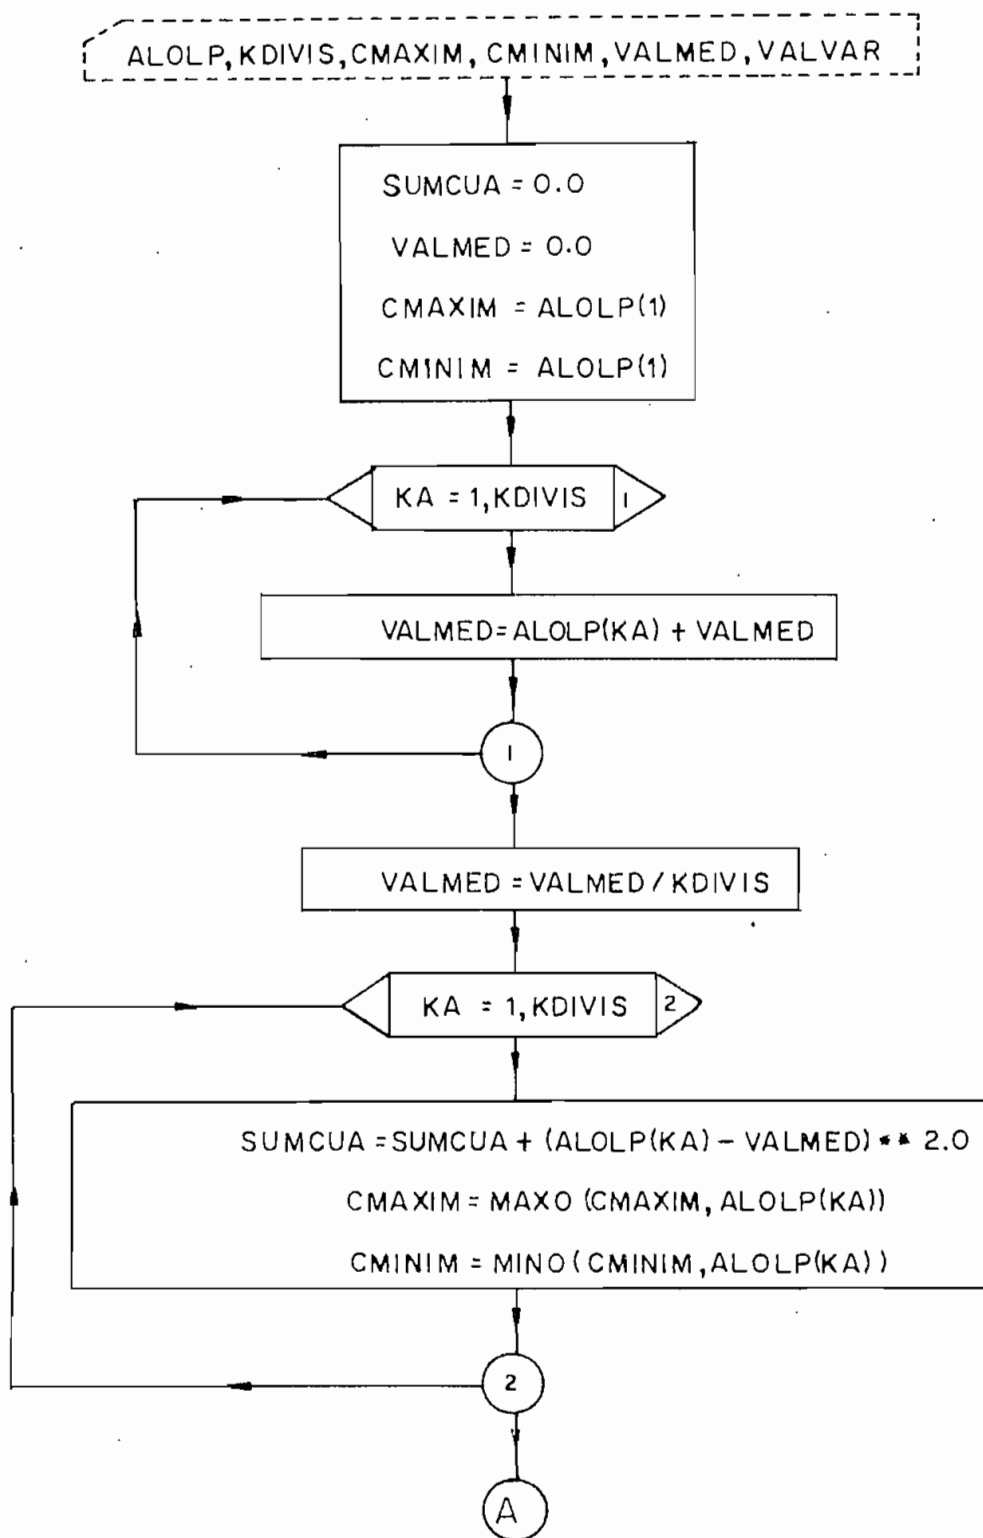 ALOLP, KDIVIS, CMAXIM, CMINIM, VALMED, VALVAR
SUMCUA = 0.0
VALMED = 0.0
CMAXIM = ALOLP(1)
CMINIM = ALOLP(1)
KA = 1, KDIVIS 1
VALMED = ALOLP(KA) + VALMED
1
VALMED = VALMED / KDIVIS
KA = 1, KDIVIS 2
SUMCUA = SUMCUA + (ALOLP(KA) - VALMED) ** 2.0
CMAXIM = MAXO (CMAXIM, ALOLP(KA))
CMINIM = MINO (CMINIM, ALOLP(KA))
2
A